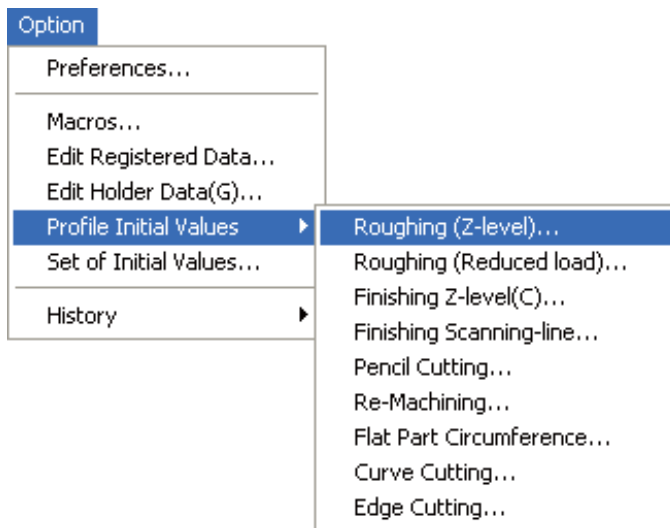 Option
Preferences...
Macros...
Edit Registered Data...
Edit Holder Data(G)...
Profile Initial Values
Set of Initial Values...
History
Roughing (Z-level)...
Roughing (Reduced load)...
Finishing Z-level(C)...
Finishing Scanning-line...
Pencil Cutting...
Re-Machining...
Flat Part Circumference...
Curve Cutting...
Edge Cutting...